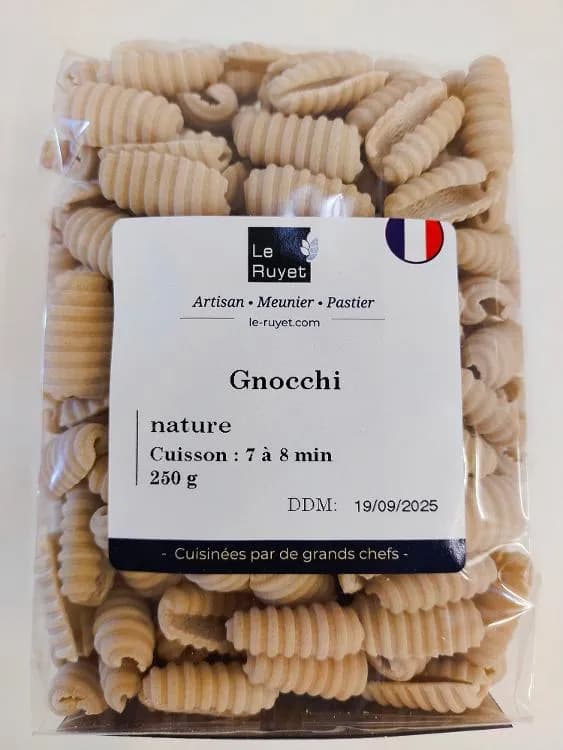 Le
Ruyet
Artisan • Meunier • Pastier
le-ruyet.com
Gnocchi
nature
Cuisson : 7 à 8 min
250 g
DDM: 19/09/2025
- Cuisinées par de grands chefs -